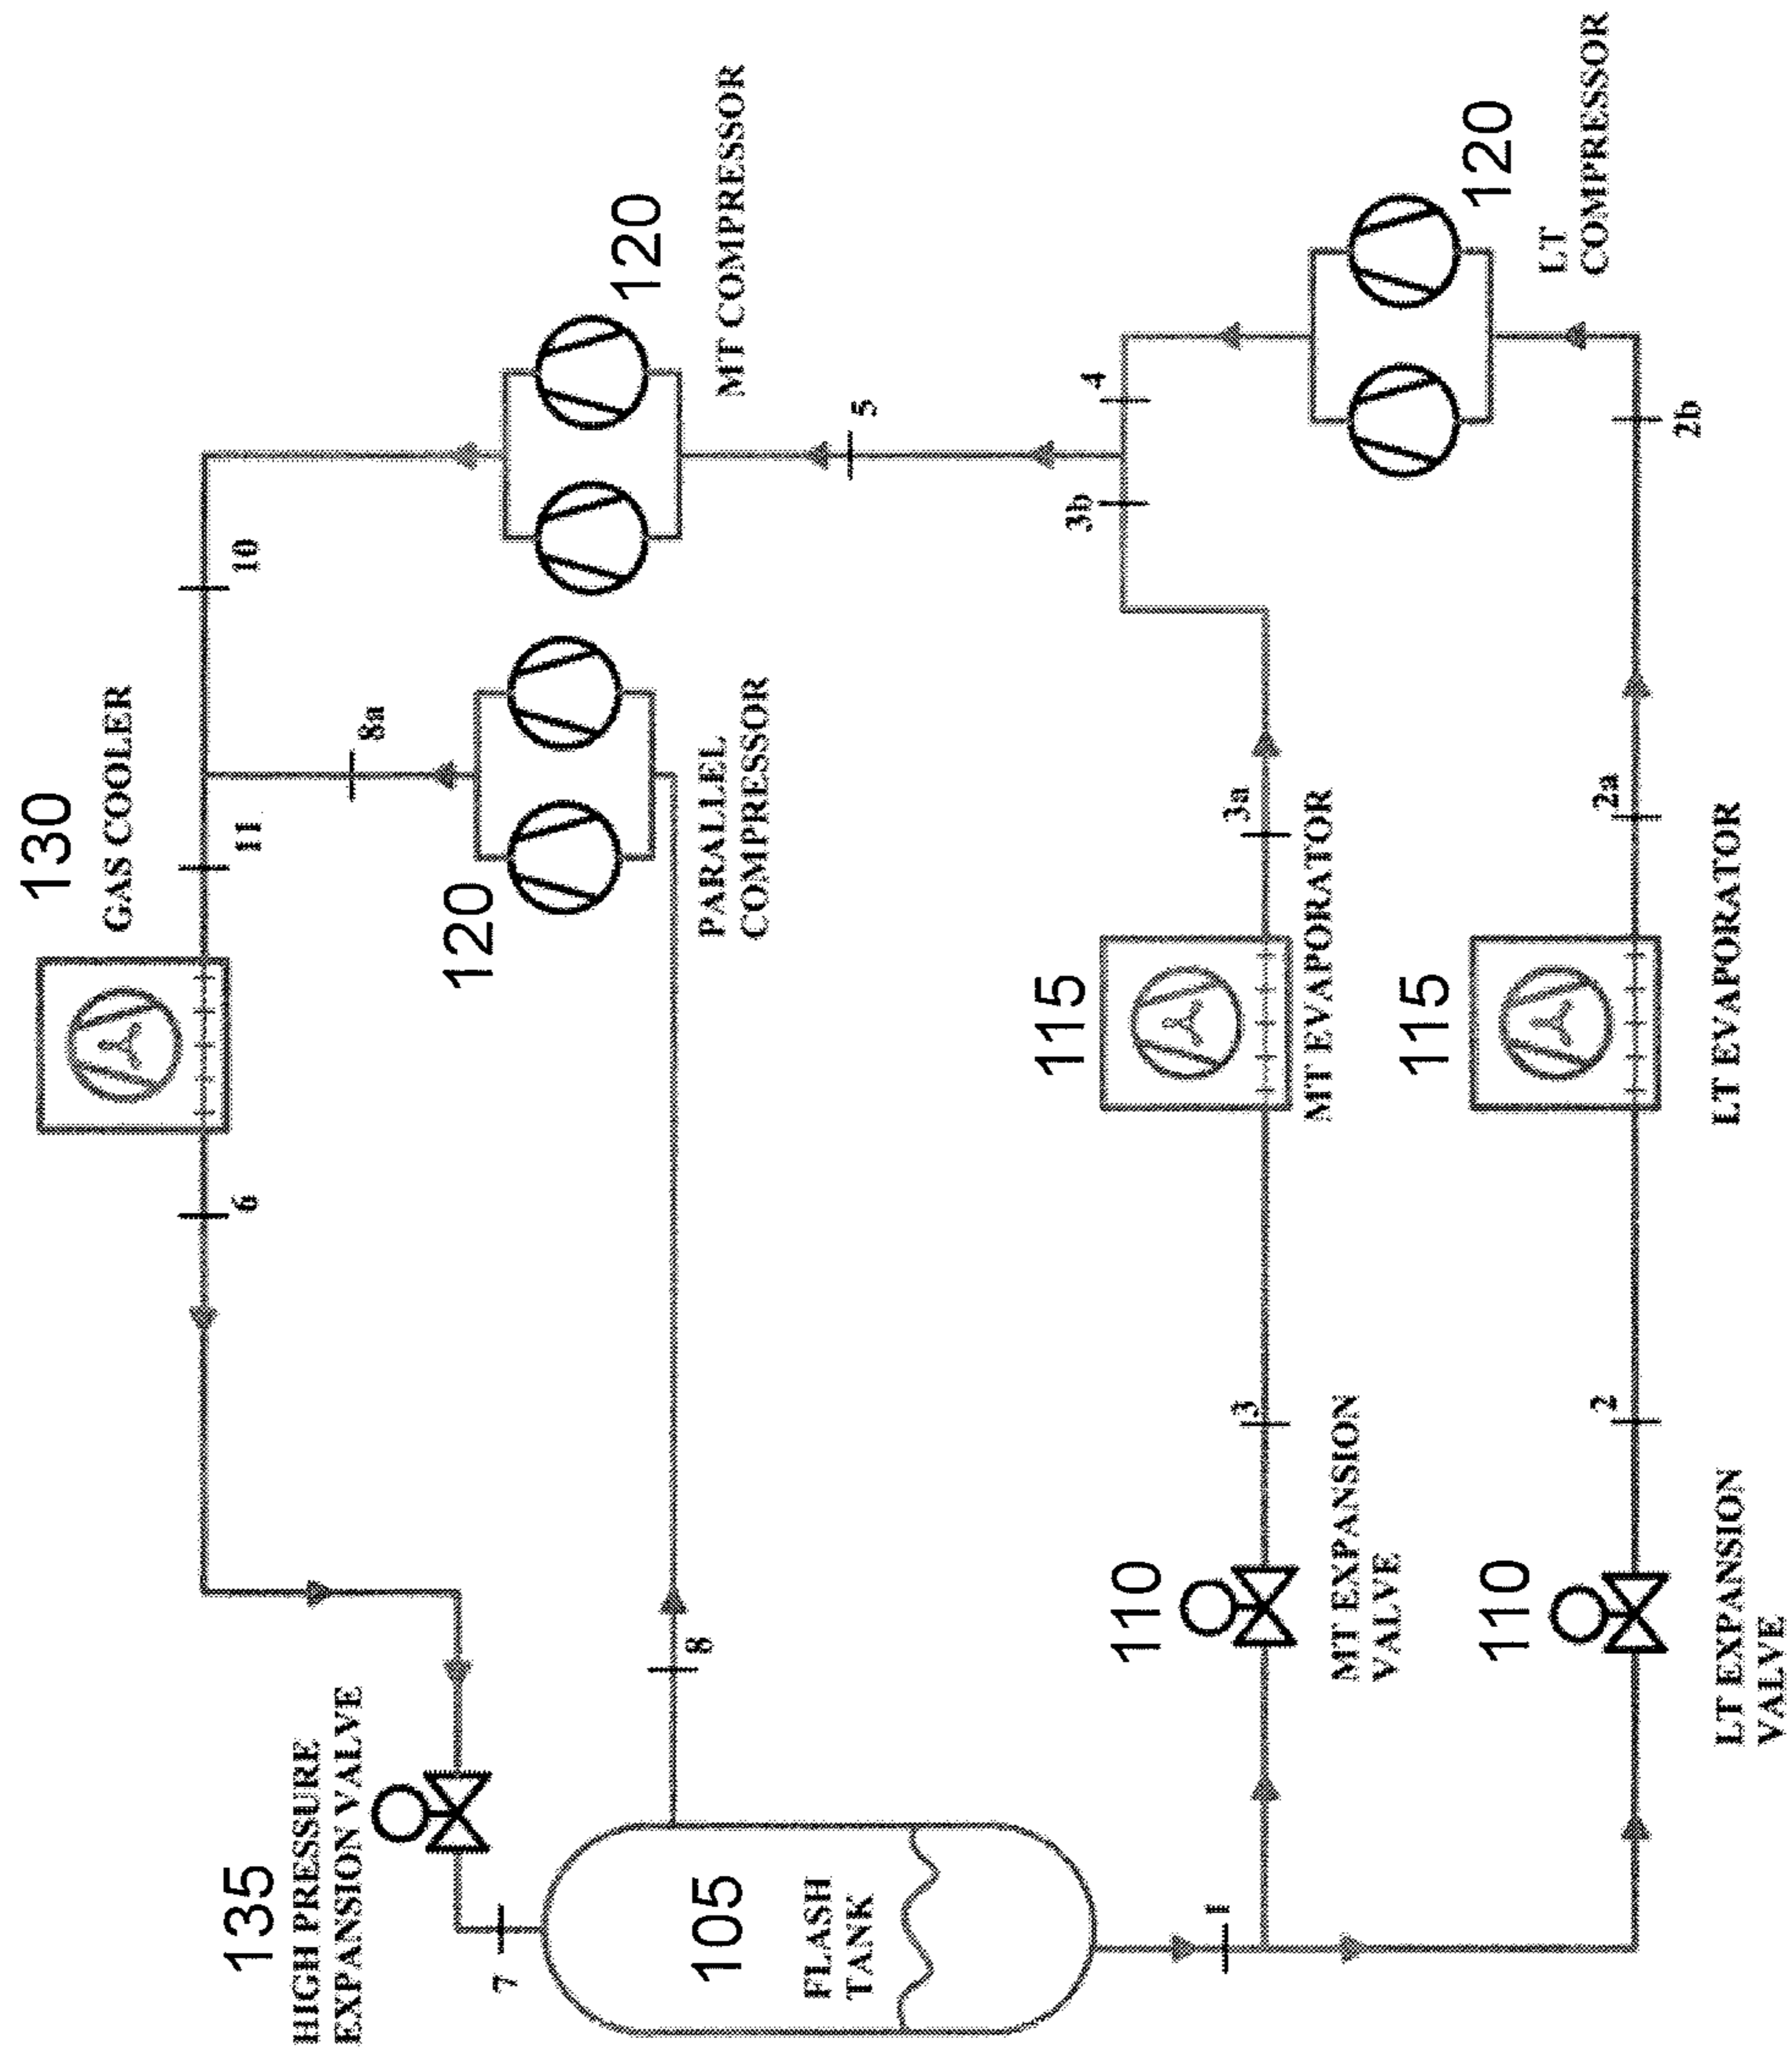 130
GAS COOLER
10
11
6
8a
120
MT COMPRESSOR
120
PARALLEL
COMPRESSOR
135
HIGH PRESSURE
EXPANSION VALVE
7
8
105
FLASH
TANK
5
4
3b
3a
115
MT EVAPORATOR
3
110
MT EXPANSION
VALVE
1
120
LT
COMPRESSOR
2b
2a
115
LT EVAPORATOR
2
110
LT EXPANSION
VALVE